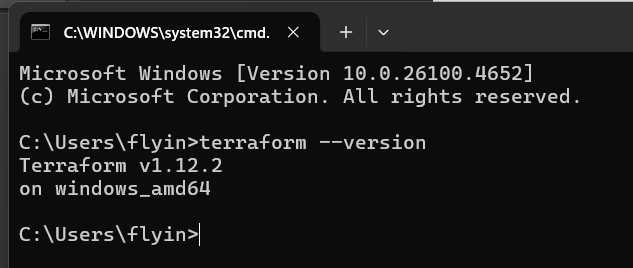 C:\WINDOWS\system32\cmd.
Microsoft Windows [Version 10.0.26100.4652]
(c) Microsoft Corporation. All rights reserved.
C:\Users\flyin>terraform --version
Terraform v1.12.2
on windows_amd64
C:\Users\flyin>